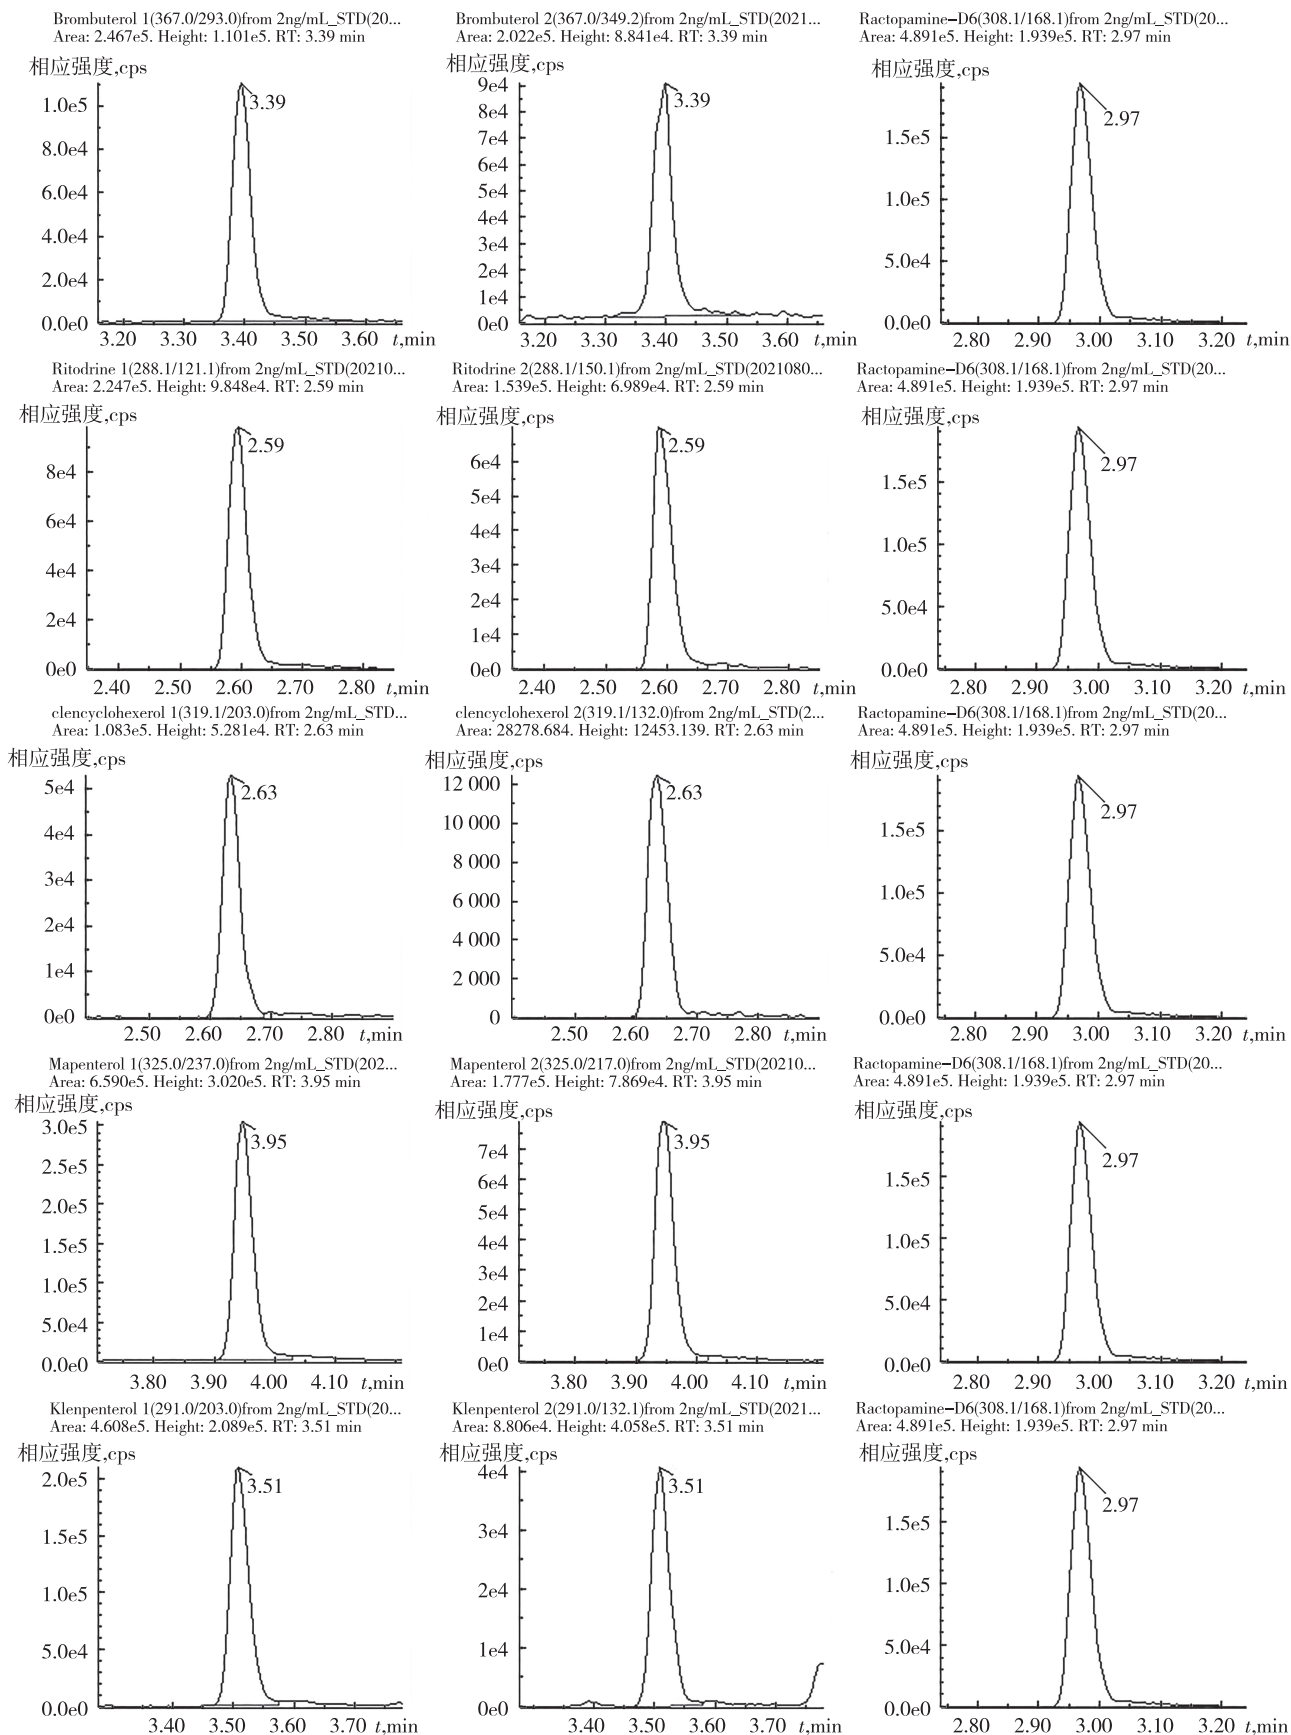 Brombuterol 1(367.0/293.0)from 2ng/mL_STD(20...
Area: 2.467e5. Height: 1.101e5. RT: 3.39 min
相应强度,cps
3.39
1.0e5
8.0e4
6.0e4
4.0e4
2.0e4
0.0e0
3.20 3.30 3.40 3.50 3.60 t,min
Brombuterol 2(367.0/349.2)from 2ng/mL_STD(2021...
Area: 2.022e5. Height: 8.841e4. RT: 3.39 min
相应强度,cps
3.39
9e4
8e4
7e4
6e4
5e4
4e4
3e4
2e4
1e4
0e0
3.20 3.30 3.40 3.50 3.60 t,min
Ractopamine-D6(308.1/168.1)from 2ng/mL_STD(20...
Area: 4.891e5. Height: 1.939e5. RT: 2.97 min
相应强度,cps
2.97
1.5e5
1.0e5
5.0e4
0.0e0
2.80 2.90 3.00 3.10 3.20 t,min
Ritodrine 1(288.1/121.1)from 2ng/mL_STD(20210...
Area: 2.247e5. Height: 9.848e4. RT: 2.59 min
相应强度,cps
2.59
8e4
6e4
4e4
2e4
0e0
2.40 2.50 2.60 2.70 2.80 t,min
Ritodrine 2(288.1/150.1)from 2ng/mL_STD(2021080...
Area: 1.539e5. Height: 6.989e4. RT: 2.59 min
相应强度,cps
2.59
6e4
5e4
4e4
3e4
2e4
1e4
0e0
2.40 2.50 2.60 2.70 2.80 t,min
Ractopamine-D6(308.1/168.1)from 2ng/mL_STD(20...
Area: 4.891e5. Height: 1.939e5. RT: 2.97 min
相应强度,cps
2.97
1.5e5
1.0e5
5.0e4
0.0e0
2.80 2.90 3.00 3.10 3.20 t,min
clencyclohexerol 1(319.1/203.0)from 2ng/mL_STD...
Area: 1.083e5. Height: 5.281e4. RT: 2.63 min
相应强度,cps
2.63
5e4
4e4
3e4
2e4
1e4
0e0
2.50 2.60 2.70 2.80 t,min
clencyclohexerol 2(319.1/132.0)from 2ng/mL_STD(2...
Area: 28278.684. Height: 12453.139. RT: 2.63 min
相应强度,cps
2.63
12 000
10 000
8 000
6 000
4 000
2 000
0
2.50 2.60 2.70 2.80 t,min
Ractopamine-D6(308.1/168.1)from 2ng/mL_STD(20...
Area: 4.891e5. Height: 1.939e5. RT: 2.97 min
相应强度,cps
2.97
1.5e5
1.0e5
5.0e4
0.0e0
2.80 2.90 3.00 3.10 3.20 t,min
Mapenterol 1(325.0/237.0)from 2ng/mL_STD(202...
Area: 6.590e5. Height: 3.020e5. RT: 3.95 min
相应强度,cps
3.95
3.0e5
2.5e5
2.0e5
1.5e5
1.0e5
5.0e4
0.0e0
3.80 3.90 4.00 4.10 t,min
Mapenterol 2(325.0/217.0)from 2ng/mL_STD(20210...
Area: 1.777e5. Height: 7.869e4. RT: 3.95 min
相应强度,cps
3.95
7e4
6e4
5e4
4e4
3e4
2e4
1e4
0e0
3.80 3.90 4.00 4.10 t,min
Ractopamine-D6(308.1/168.1)from 2ng/mL_STD(20...
Area: 4.891e5. Height: 1.939e5. RT: 2.97 min
相应强度,cps
2.97
1.5e5
1.0e5
5.0e4
0.0e0
2.80 2.90 3.00 3.10 3.20 t,min
Klenpenterol 1(291.0/203.0)from 2ng/mL_STD(20...
Area: 4.608e5. Height: 2.089e5. RT: 3.51 min
相应强度,cps
3.51
2.0e5
1.5e5
1.0e5
5.0e4
0.0e0
3.40 3.50 3.60 3.70 t,min
Klenpenterol 2(291.0/132.1)from 2ng/mL_STD(2021...
Area: 8.806e4. Height: 4.058e5. RT: 3.51 min
相应强度,cps
3.51
4e4
3e4
2e4
1e4
0e0
3.40 3.50 3.60 3.70 t,min
Ractopamine-D6(308.1/168.1)from 2ng/mL_STD(20...
Area: 4.891e5. Height: 1.939e5. RT: 2.97 min
相应强度,cps
2.97
1.5e5
1.0e5
5.0e4
0.0e0
2.80 2.90 3.00 3.10 3.20 t,min